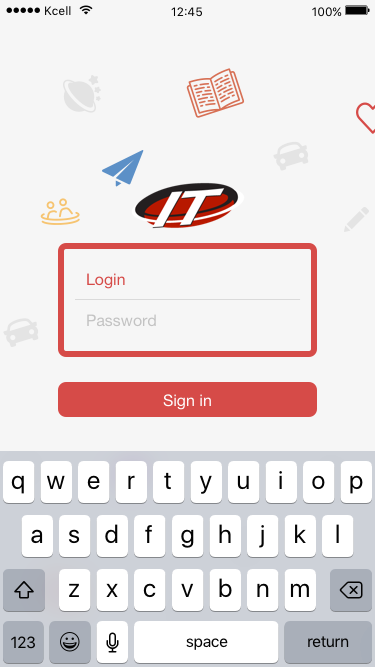 Kcell 12:45 100%
IT
Login
Password
Sign in
q w e r t y u i o p
a s d f g h j k l
z x c v b n m
123 space return